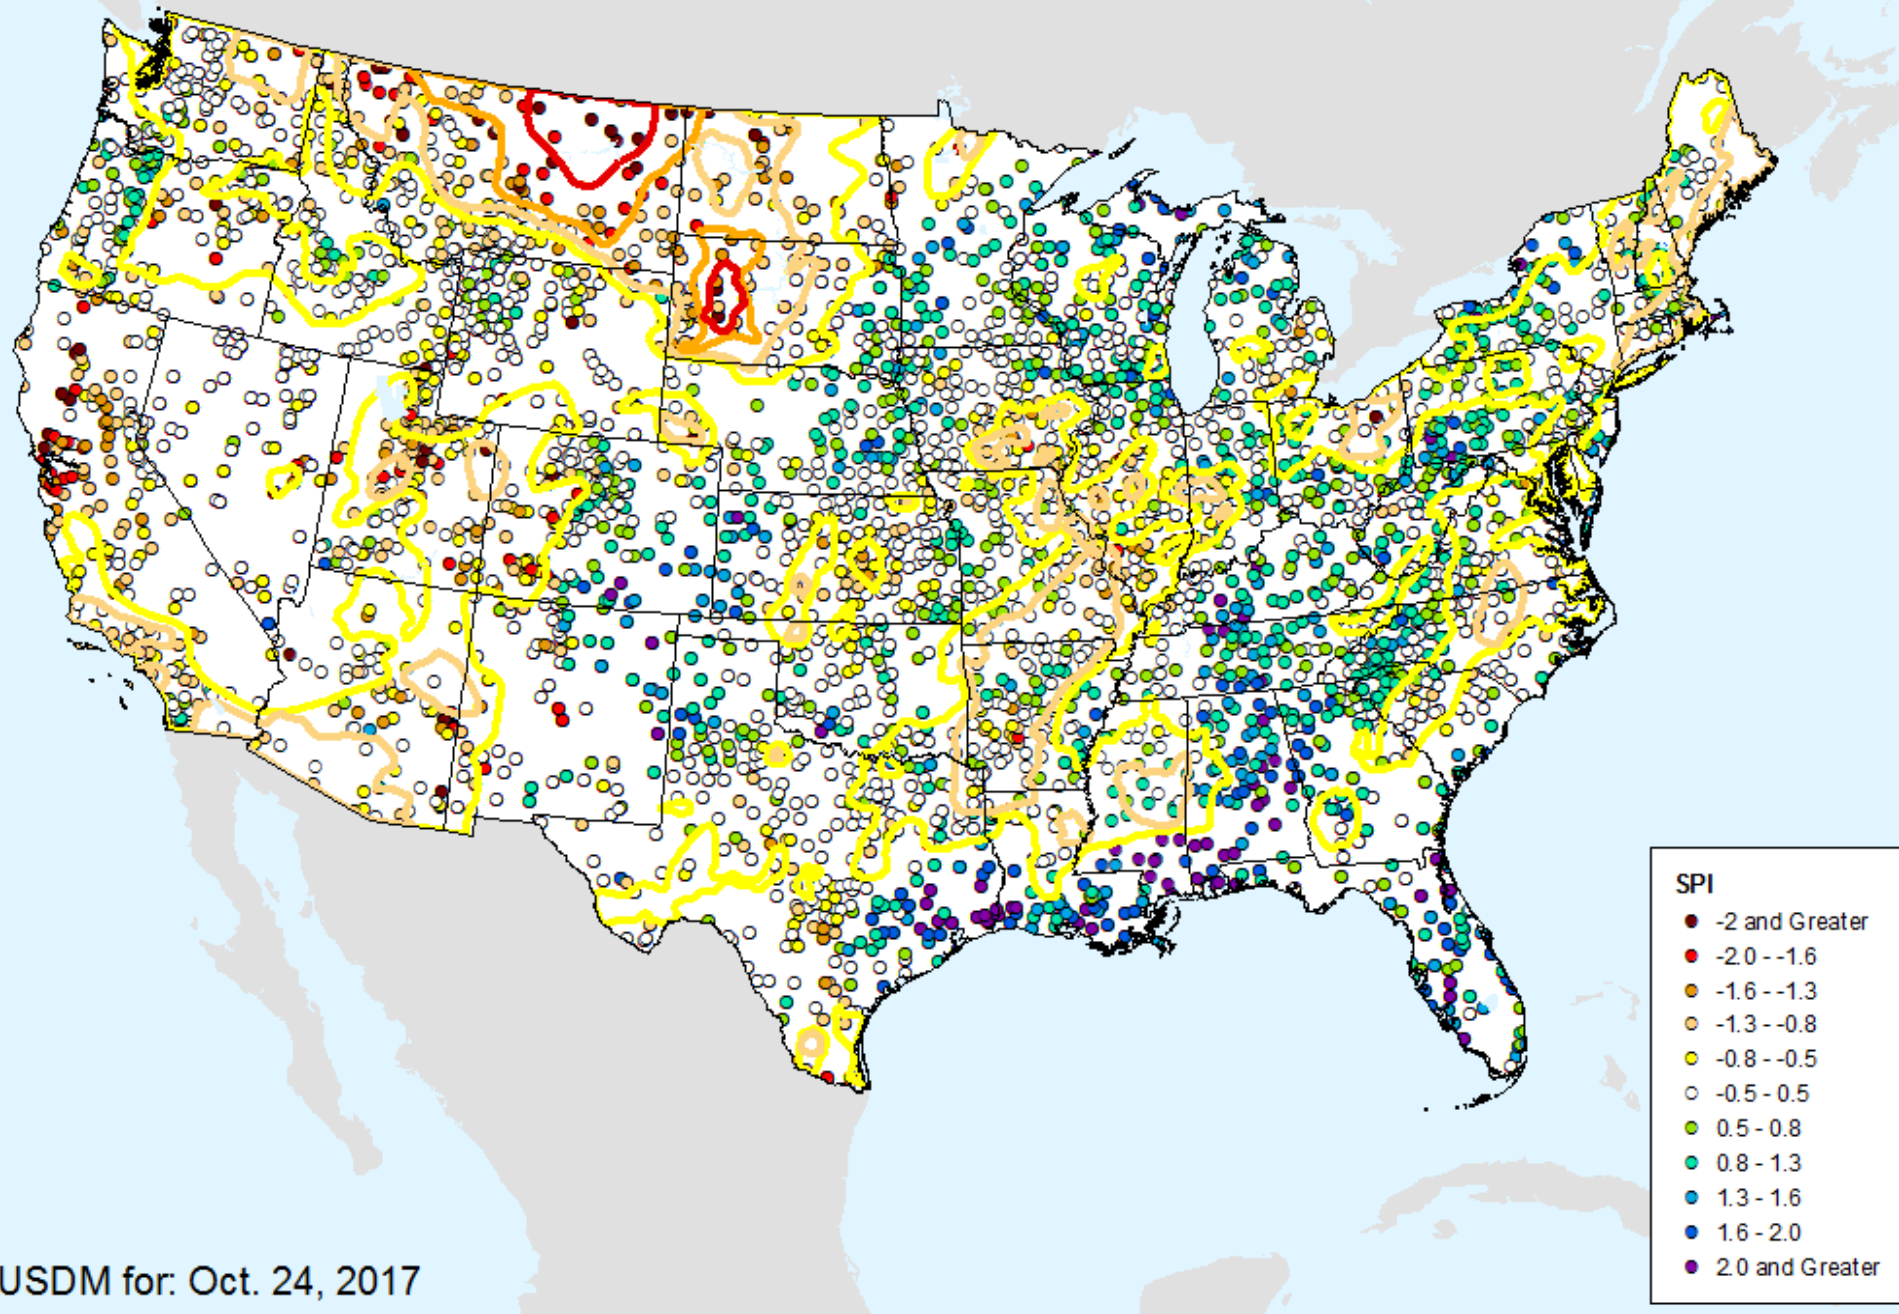 SPI
-2 and Greater
-2.0 - -1.6
-1.6 - -1.3
-1.3 - -0.8
-0.8 - -0.5
-0.5 - 0.5
0.5 - 0.8
0.8 - 1.3
1.3 - 1.6
1.6 - 2.0
2.0 and Greater
USDM for: Oct. 24, 2017